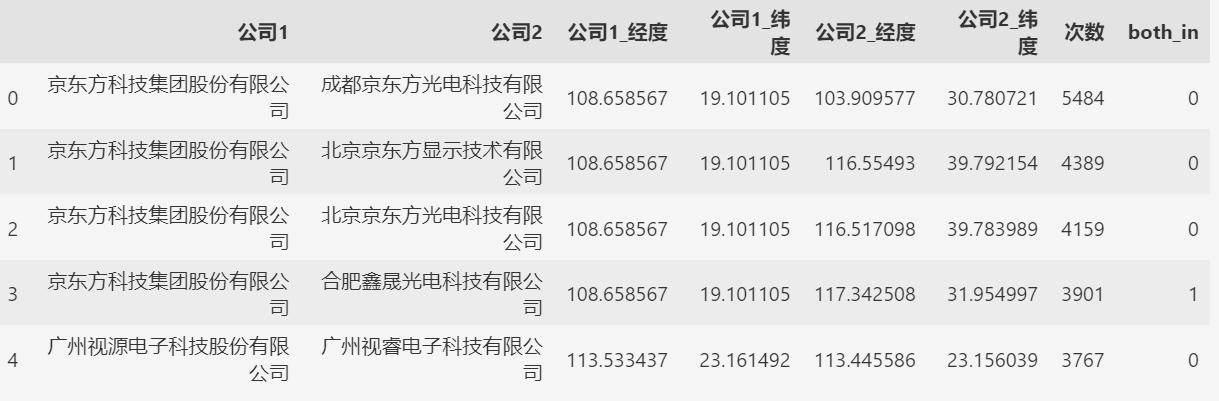 公司1 公司2 公司1_经度 公司1_纬度 公司2_经度 公司2_纬度 次数 both_in
0 京东方科技集团股份有限公司 成都京东方光电科技有限公司 108.658567 19.101105 103.909577 30.780721 5484 0
1 京东方科技集团股份有限公司 北京京东方显示技术有限公司 108.658567 19.101105 116.55493 39.792154 4389 0
2 京东方科技集团股份有限公司 北京京东方光电科技有限公司 108.658567 19.101105 116.517098 39.783989 4159 0
3 京东方科技集团股份有限公司 合肥鑫晟光电科技有限公司 108.658567 19.101105 117.342508 31.954997 3901 1
4 广州视源电子科技股份有限公司 广州视睿电子科技有限公司 113.533437 23.161492 113.445586 23.156039 3767 0